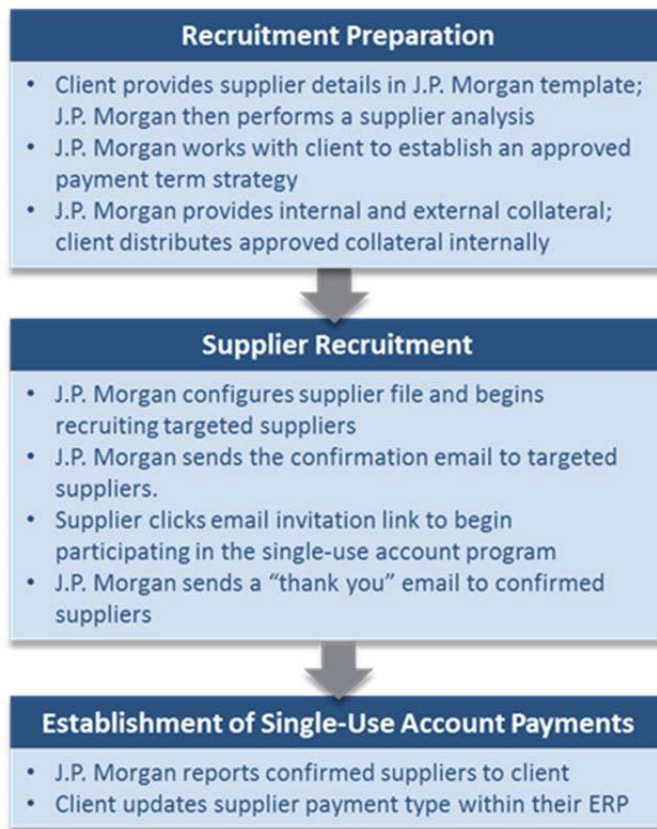 Recruitment Preparation
• Client provides supplier details in J.P. Morgan template;
J.P. Morgan then performs a supplier analysis
• J.P. Morgan works with client to establish an approved
payment term strategy
• J.P. Morgan provides internal and external collateral;
client distributes approved collateral internally
Supplier Recruitment
• J.P. Morgan configures supplier file and begins
recruiting targeted suppliers
• J.P. Morgan sends the confirmation email to targeted
suppliers.
• Supplier clicks email invitation link to begin
participating in the single-use account program
• J.P. Morgan sends a “thank you” email to confirmed
suppliers
Establishment of Single-Use Account Payments
• J.P. Morgan reports confirmed suppliers to client
• Client updates supplier payment type within their ERP